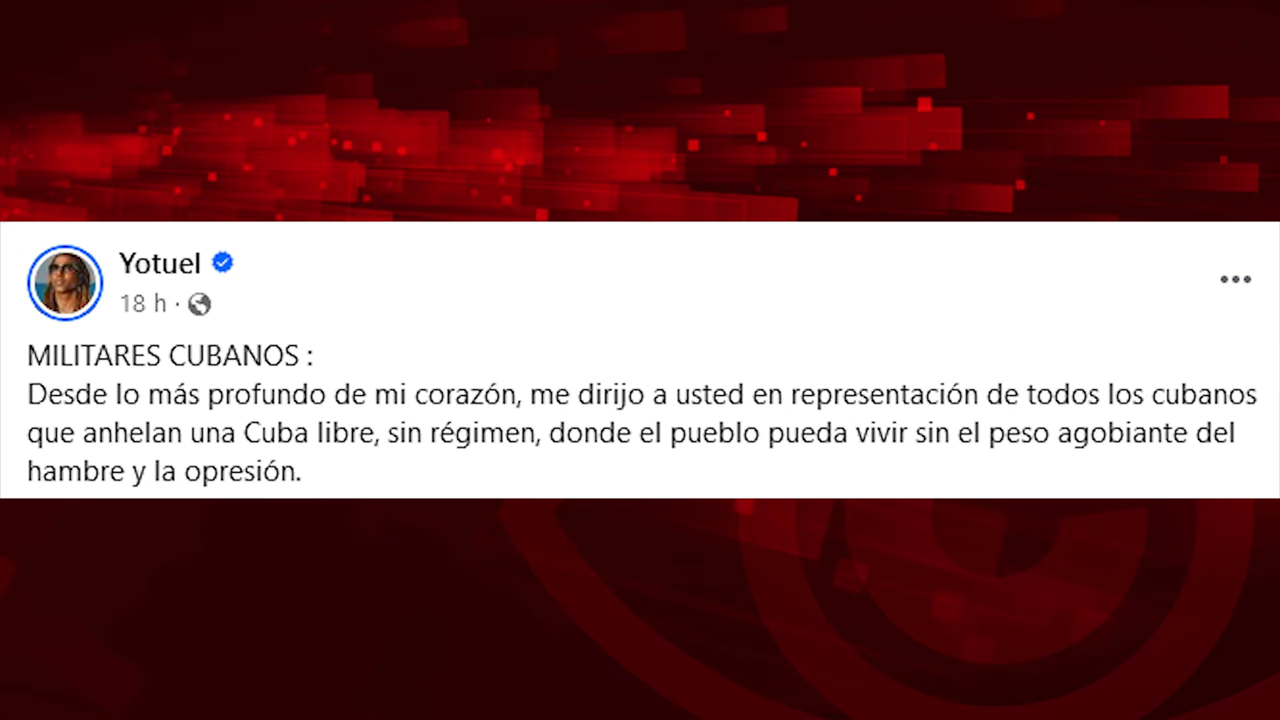 Yotuel
18 h ·
MILITARES CUBANOS :
Desde lo más profundo de mi corazón, me dirijo a usted en representación de todos los cubanos
que anhelan una Cuba libre, sin régimen, donde el pueblo pueda vivir sin el peso agobiante del
hambre y la opresión.